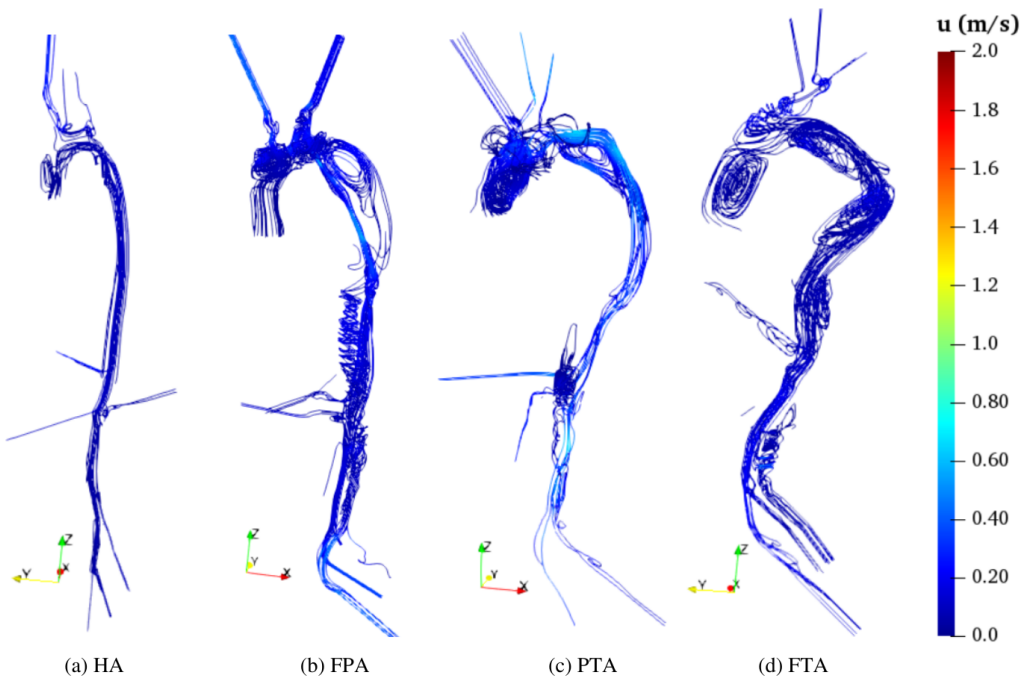 u (m/s)
2.0
1.8
1.6
1.4
1.2
1.0
0.80
0.60
0.40
0.20
0.0
Z
Y
X
Z
Y
X
Z
Y
X
Z
Y
X
(a) HA
(b) FPA
(c) PTA
(d) FTA